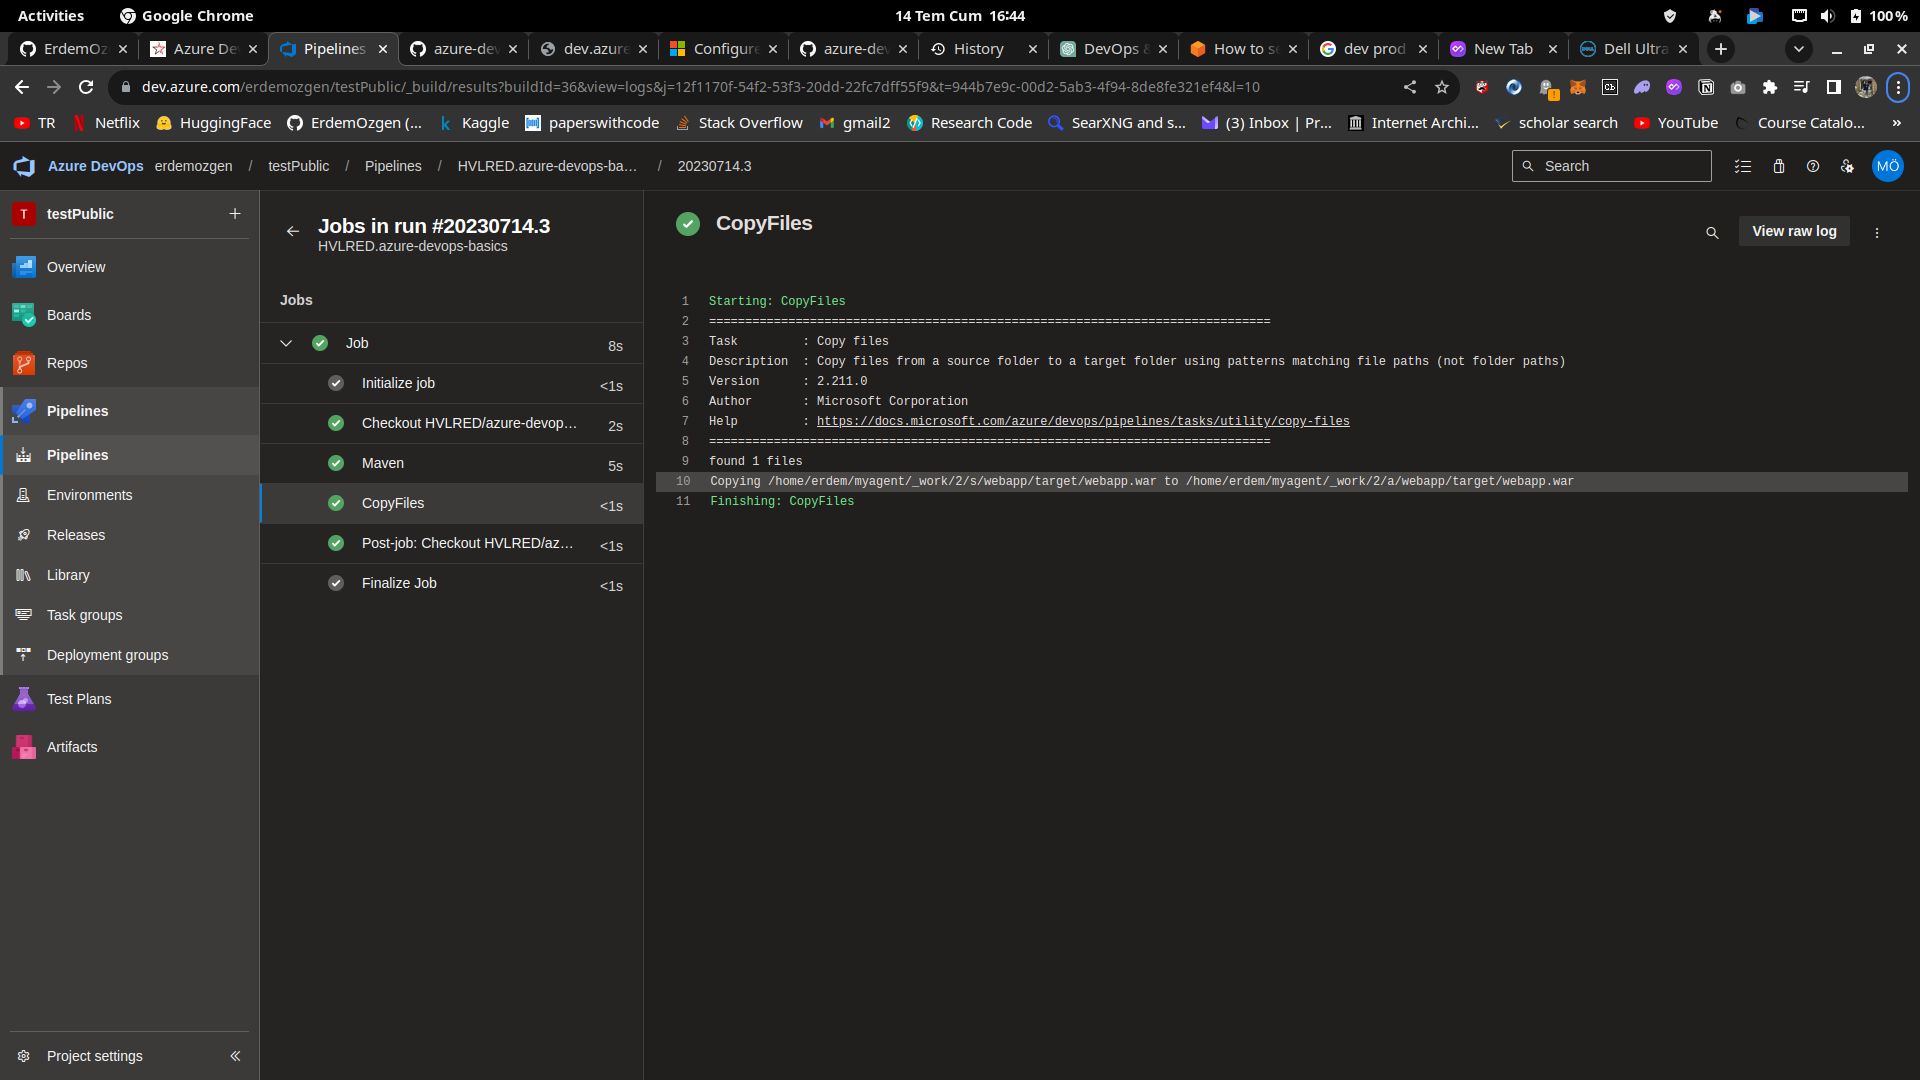 Activities
Google Chrome
14 Tem Cum 16:44
100 %
ErdemOz
Azure De
Pipelines
azure-dev
dev.azure
Configure
azure-dev
History
DevOps &
How to se
dev prod
New Tab
Dell Ultra
dev.azure.com/erdemozgen/testPublic/_build/results?buildId=36&view=logs&j=12f1170f-54f2-53f3-20dd-22fc7dff55f9&t=944b7e9c-00d2-5ab3-4f94-8de8fe321ef4&l=10
TR
Netflix
HuggingFace
ErdemOzgen (...
Kaggle
paperswithcode
Stack Overflow
gmail2
Research Code
SearXNG and s...
(3) Inbox | Pr...
Internet Archi...
scholar search
YouTube
Course Catalo...
»
Azure DevOps erdemozgen / testPublic / Pipelines / HVLRED.azure-devops-ba... / 20230714.3
Search
MÖ
T testPublic +
Overview
Boards
Repos
Pipelines
Pipelines
Environments
Releases
Library
Task groups
Deployment groups
Test Plans
Artifacts
Project settings
Jobs in run #20230714.3
HVLRED.azure-devops-basics
Jobs
Job 8s
Initialize job <1s
Checkout HVLRED/azure-devop... 2s
Maven 5s
CopyFiles <1s
Post-job: Checkout HVLRED/az... <1s
Finalize Job <1s
CopyFiles
View raw log
1 Starting: CopyFiles
2 ==============================================================================
3 Task : Copy files
4 Description : Copy files from a source folder to a target folder using patterns matching file paths (not folder paths)
5 Version : 2.211.0
6 Author : Microsoft Corporation
7 Help : https://docs.microsoft.com/azure/devops/pipelines/tasks/utility/copy-files
8 ==============================================================================
9 found 1 files
10 Copying /home/erdem/myagent/_work/2/s/webapp/target/webapp.war to /home/erdem/myagent/_work/2/a/webapp/target/webapp.war
11 Finishing: CopyFiles